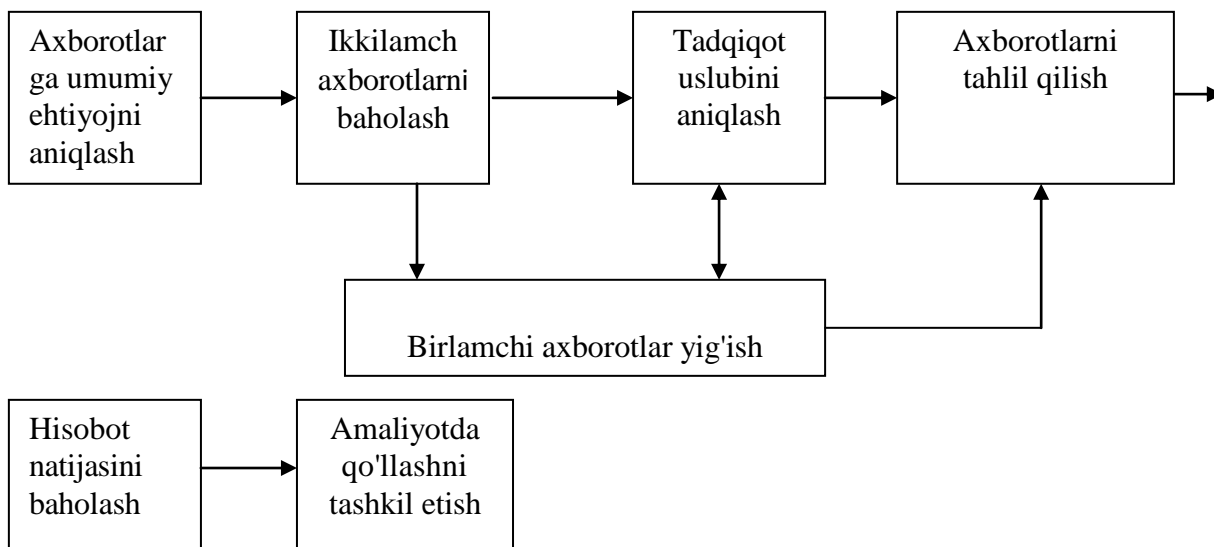 Axborotlar
ga umumiy
ehtiyojni
aniqlash
Ikkilamch
axborotlarni
baholash
Tadqiqot
uslubini
aniqlash
Axborotlarni
tahlil qilish
Birlamchi axborotlar yig'ish
Hisobot
natijasini
baholash
Amaliyotda
qo'llashni
tashkil etish